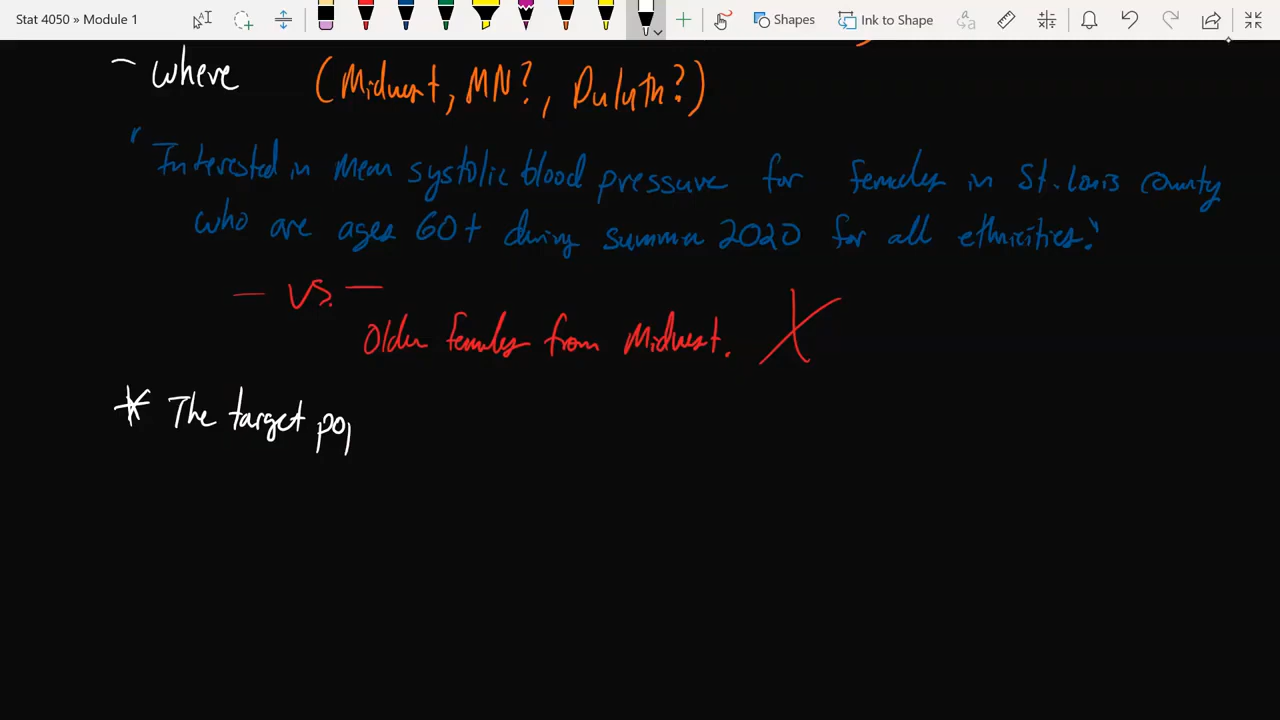 Stat 4050 » Module 1
Shapes
Ink to Shape
- where (Midwest, MN?, Duluth?)
"Interested in mean systolic blood pressure for females in St. Louis county
who are ages 60+ during summer 2020 for all ethnicities."
- vs. -
Older females from Midwest. X
* The target pop